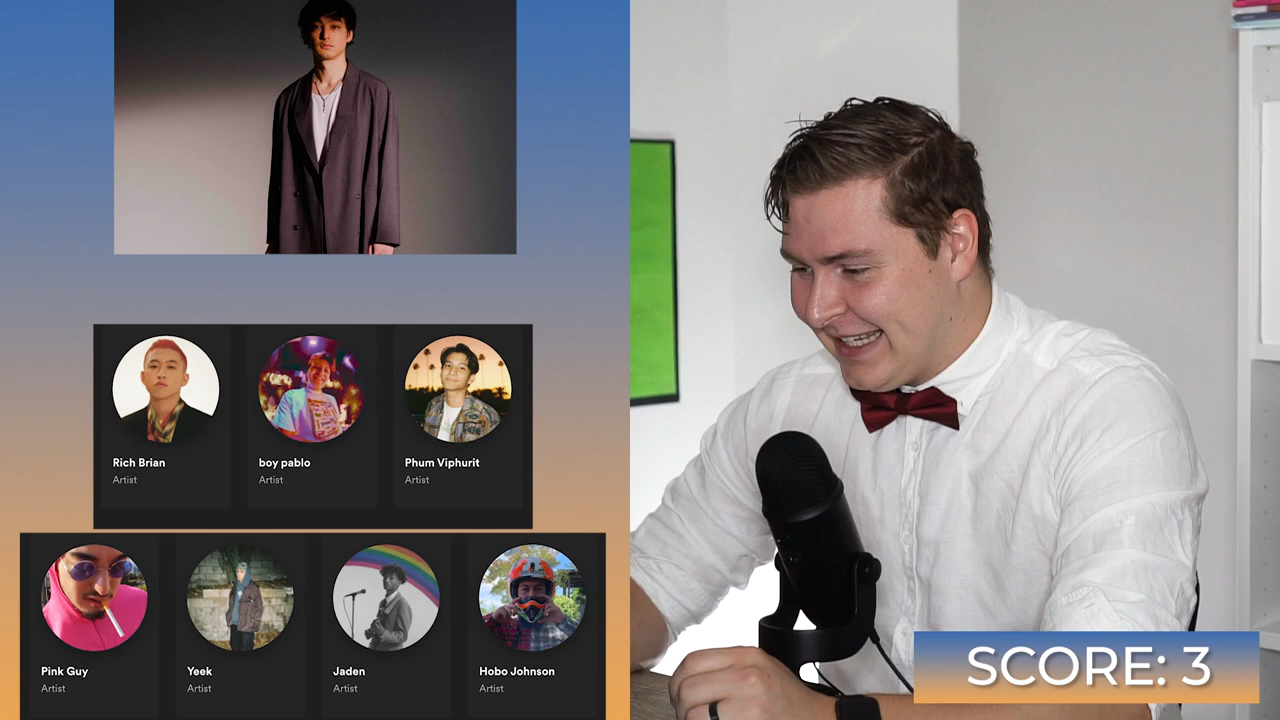 Rich Brian
Artist
boy pablo
Artist
Phum Viphurit
Artist
Pink Guy
Artist
Yeek
Artist
Jaden
Artist
Hobo Johnson
Artist
SCORE: 3